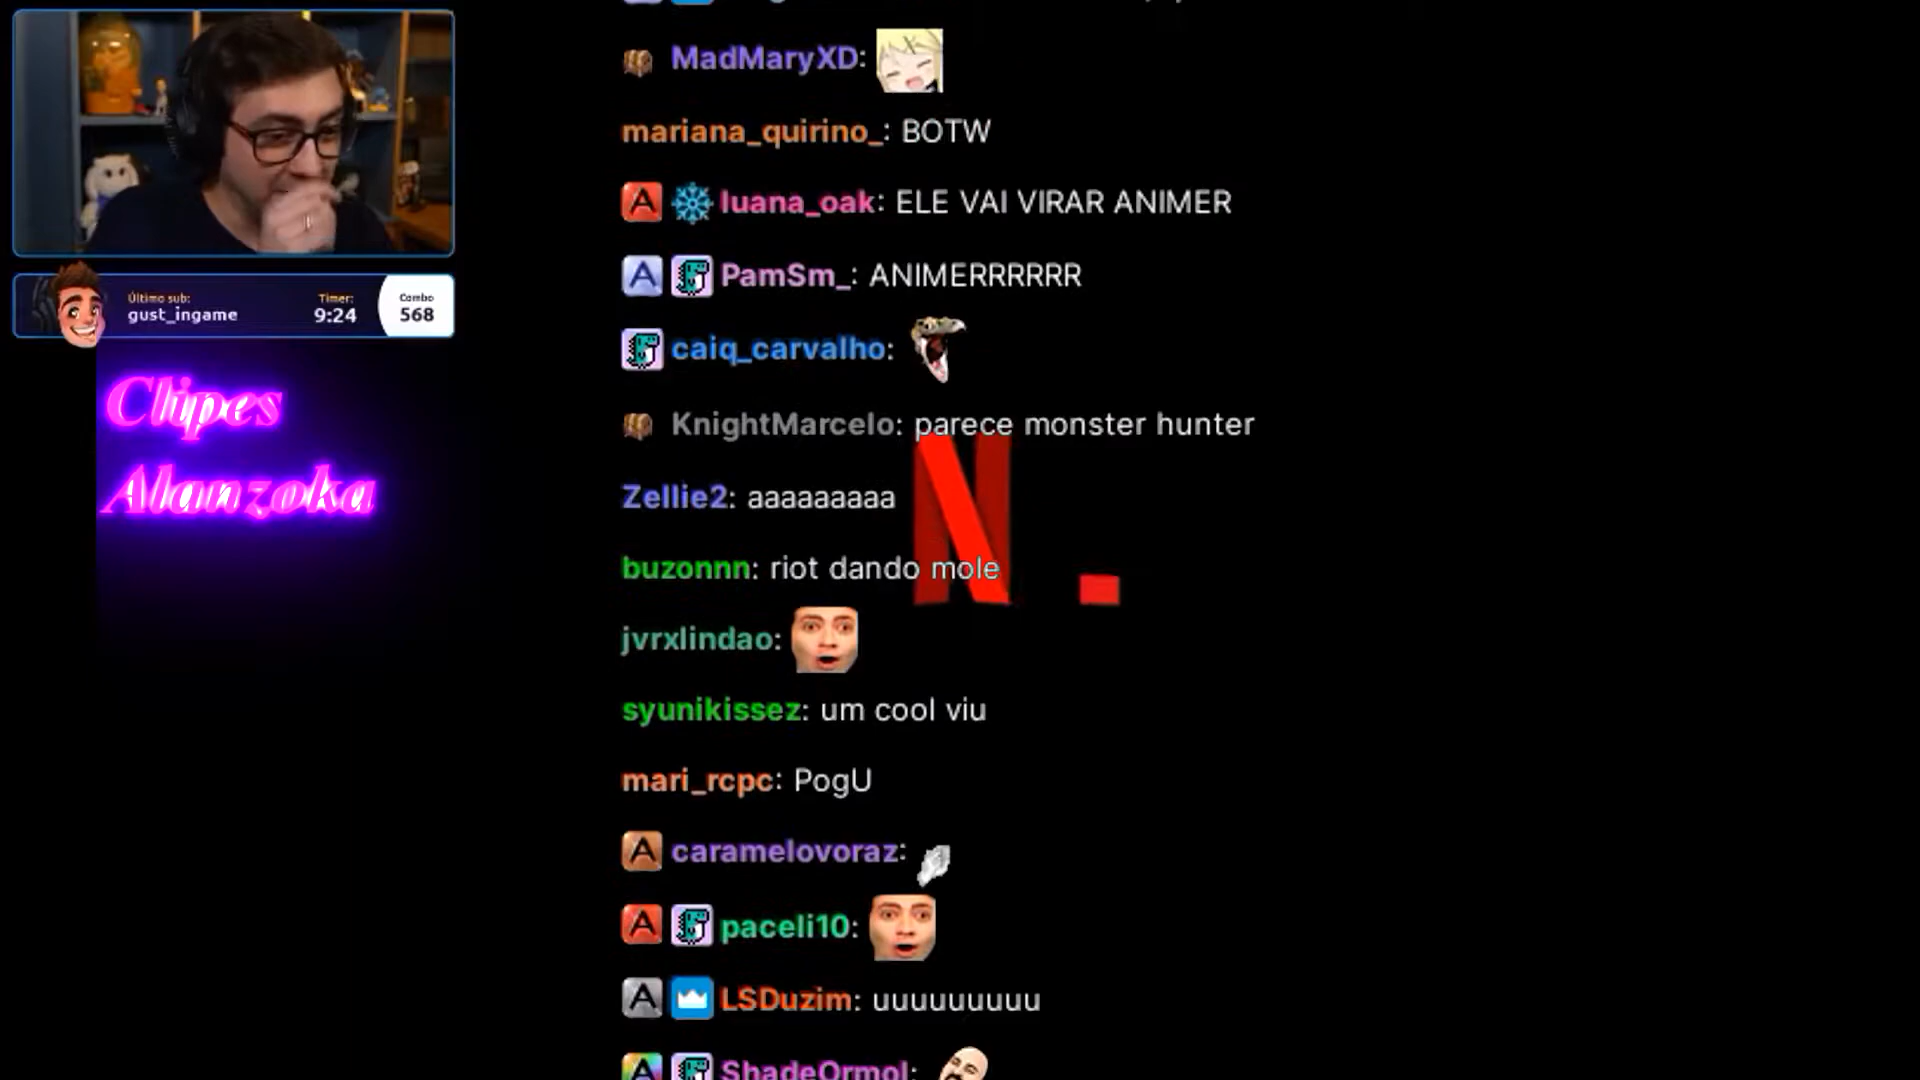 MadMaryXD:
mariana_quirino_: BOTW
luana_oak: ELE VAI VIRAR ANIMER
PamSm_: ANIMERRRRRR
caiq_carvalho:
KnightMarcelo: parece monster hunter
Zellie2: aaaaaaaaa
buzonnn: riot dando mole
jvrxlindao:
syunikissez: um cool viu
mari_rcpc: PogU
caramelovoraz:
paceli10:
LSDuzim: uuuuuuuuu
ShadeOrmol:
Último sub:
gust_ingame
Timer:
9:24
Combo
568
Clipes
Alanzoka
N